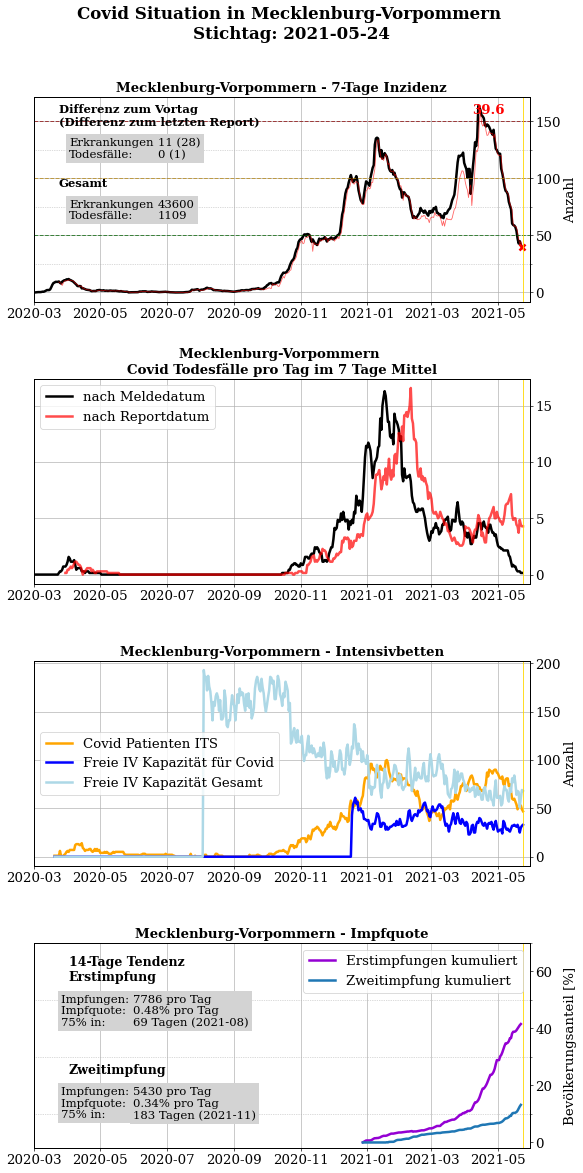 Covid Situation in Mecklenburg-Vorpommern
Stichtag: 2021-05-24
Mecklenburg-Vorpommern - 7-Tage Inzidenz
Differenz zum Vortag
(Differenz zum letzten Report)
Erkrankungen 11 (28)
Todesfälle: 0 (1)
Gesamt
Erkrankungen 43600
Todesfälle: 1109
39.6
150
100
50
0
Anzahl
2020-03 2020-05 2020-07 2020-09 2020-11 2021-01 2021-03 2021-05
Mecklenburg-Vorpommern
Covid Todesfälle pro Tag im 7 Tage Mittel
nach Meldedatum
nach Reportdatum
15
10
5
0
2020-03 2020-05 2020-07 2020-09 2020-11 2021-01 2021-03 2021-05
Mecklenburg-Vorpommern - Intensivbetten
Covid Patienten ITS
Freie IV Kapazität für Covid
Freie IV Kapazität Gesamt
200
150
100
50
0
Anzahl
2020-03 2020-05 2020-07 2020-09 2020-11 2021-01 2021-03 2021-05
Mecklenburg-Vorpommern - Impfquote
14-Tage Tendenz
Erstimpfung
Impfungen: 7786 pro Tag
Impfquote: 0.48% pro Tag
75% in: 69 Tagen (2021-08)
Zweitimpfung
Impfungen: 5430 pro Tag
Impfquote: 0.34% pro Tag
75% in: 183 Tagen (2021-11)
Erstimpfungen kumuliert
Zweitimpfung kumuliert
60
40
20
0
Bevölkerungsanteil [%]
2020-03 2020-05 2020-07 2020-09 2020-11 2021-01 2021-03 2021-05